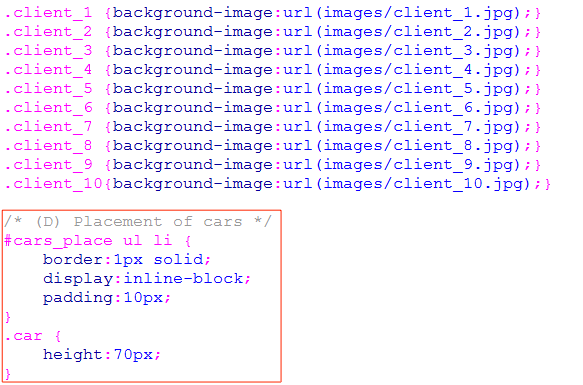 .client_1 {background-image:url(images/client_1.jpg);}
.client_2 {background-image:url(images/client_2.jpg);}
.client_3 {background-image:url(images/client_3.jpg);}
.client_4 {background-image:url(images/client_4.jpg);}
.client_5 {background-image:url(images/client_5.jpg);}
.client_6 {background-image:url(images/client_6.jpg);}
.client_7 {background-image:url(images/client_7.jpg);}
.client_8 {background-image:url(images/client_8.jpg);}
.client_9 {background-image:url(images/client_9.jpg);}
.client_10{background-image:url(images/client_10.jpg);}
/* (D) Placement of cars */
#cars_place ul li {
    border:1px solid;
    display:inline-block;
    padding:10px;
}
.car {
    height:70px;
}